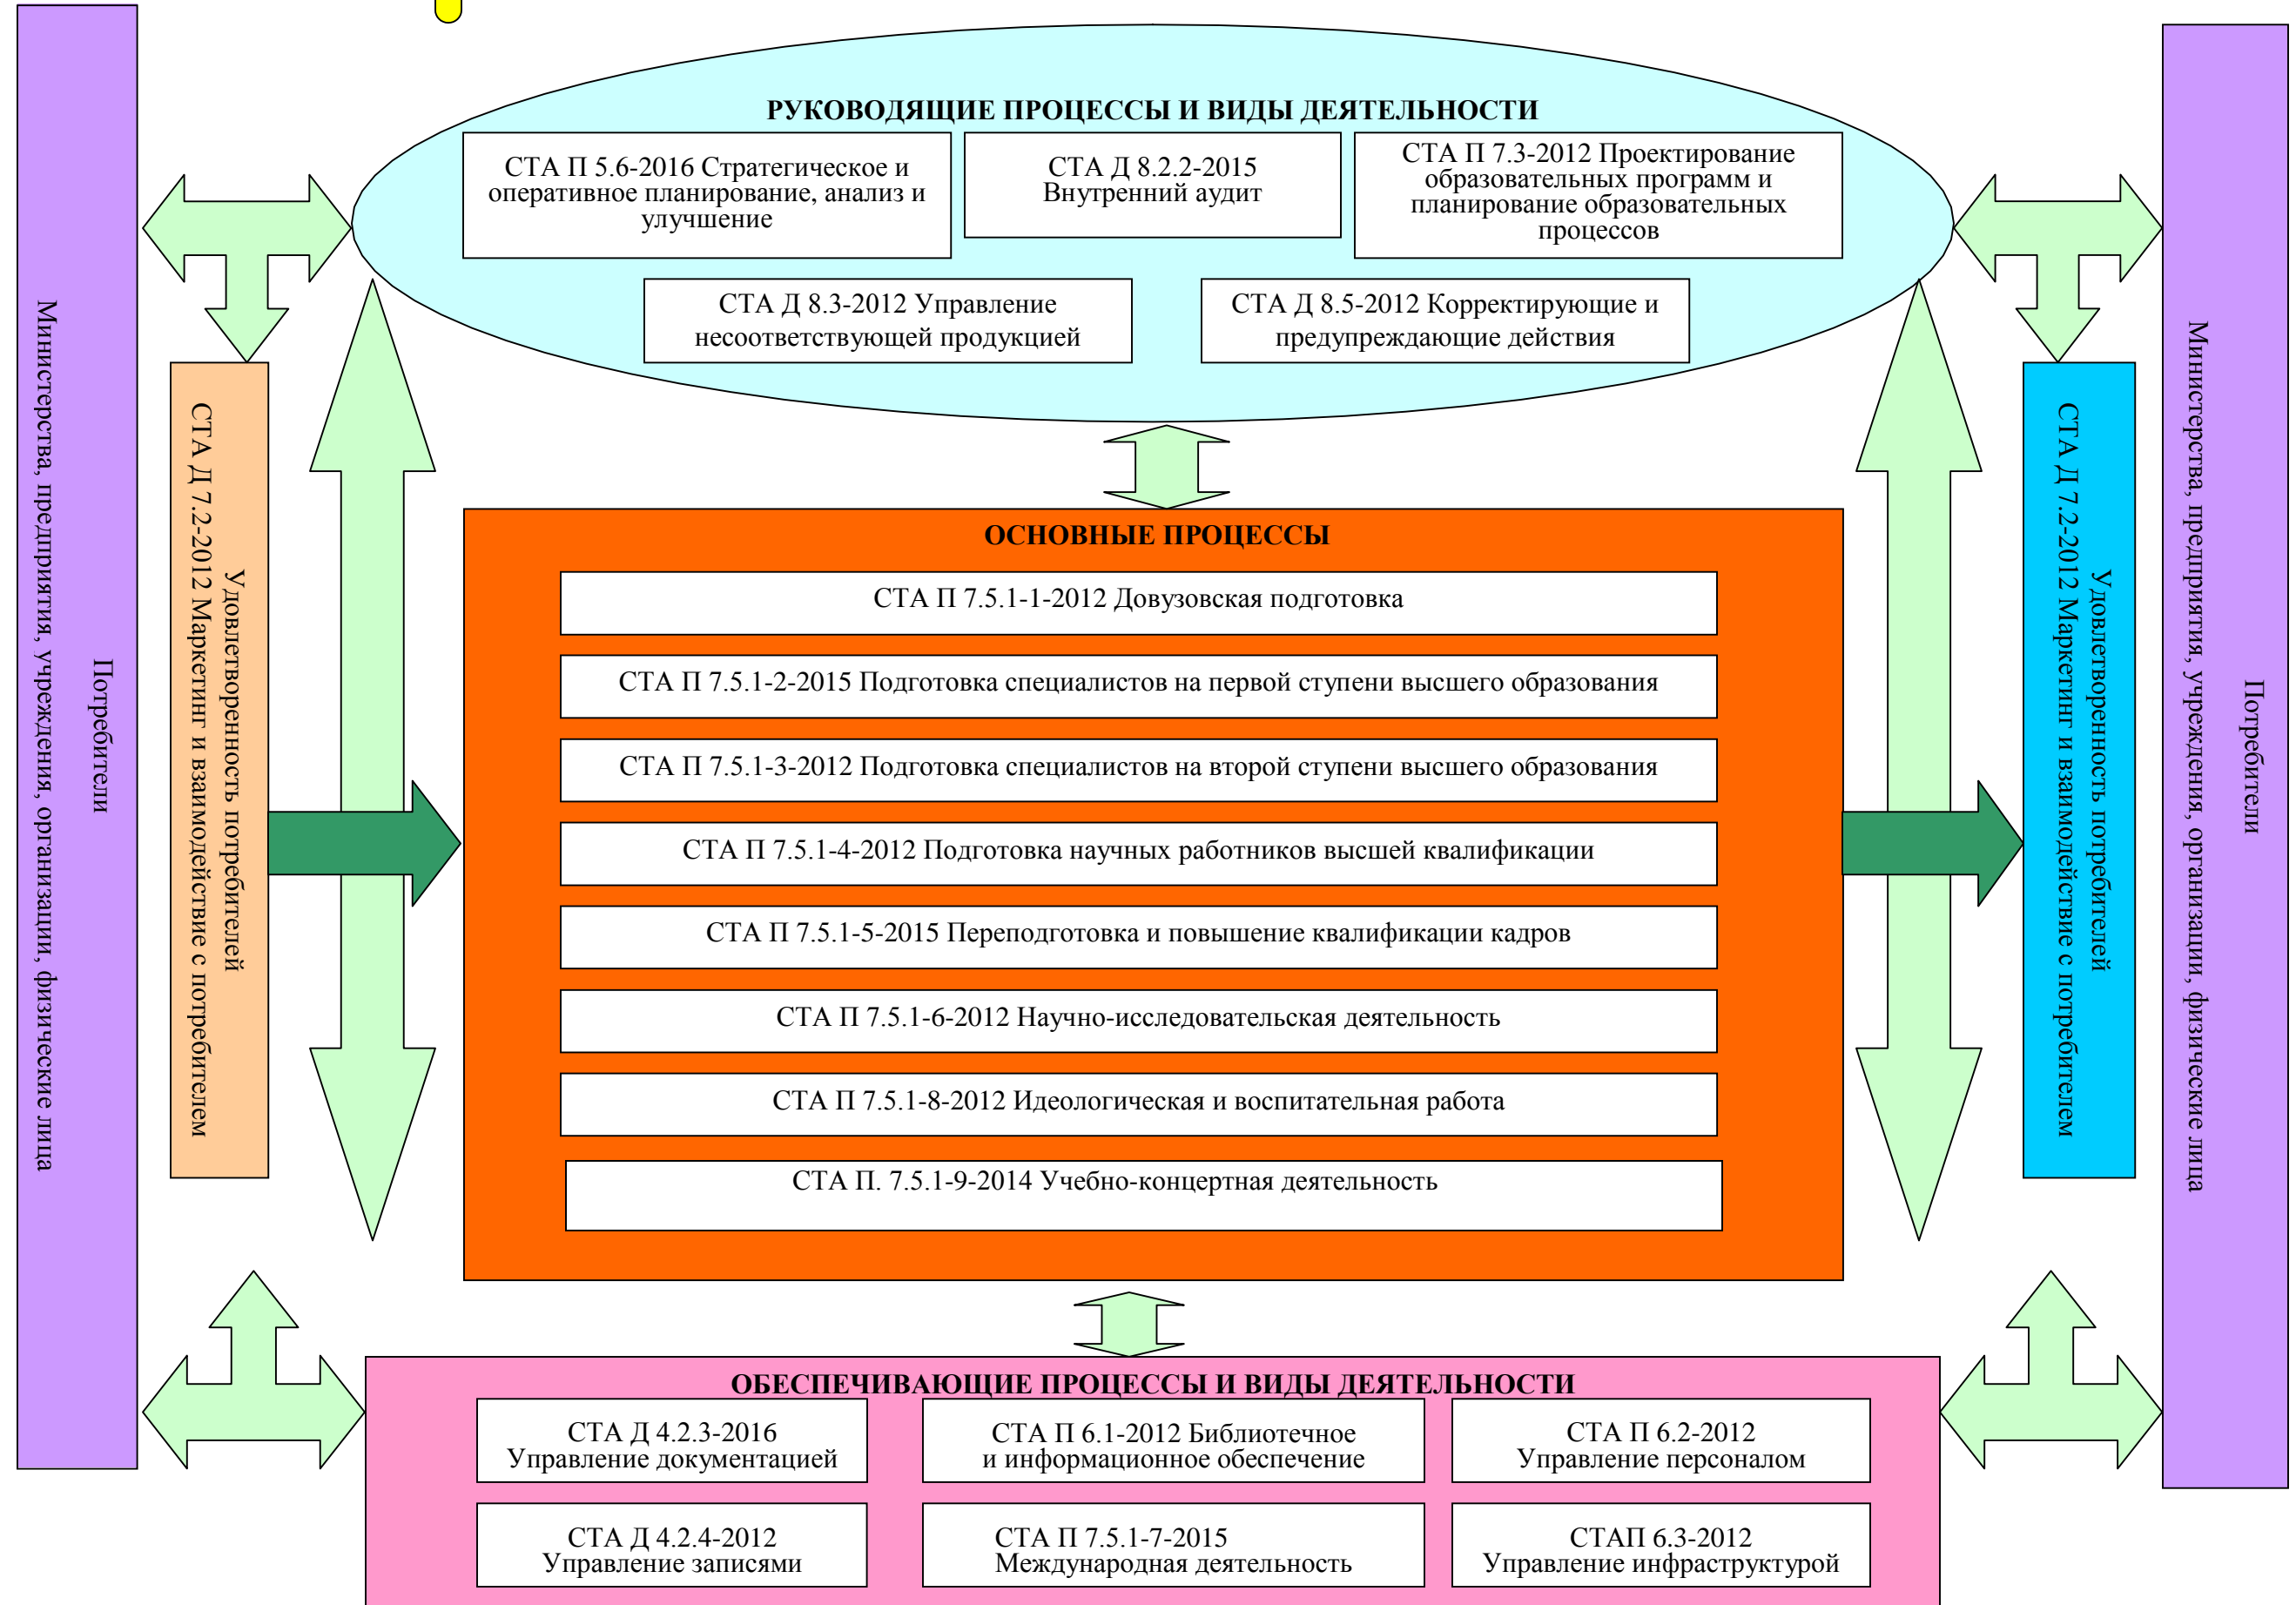 Потребители
Министерства, предприятия, учреждения, организации, физические лица
Удовлетворенность потребителей
СТА Д 7.2-2012 Маркетинг и взаимодействие с потребителем
РУКОВОДЯЩИЕ ПРОЦЕССЫ И ВИДЫ ДЕЯТЕЛЬНОСТИ
СТА П 5.6-2016 Стратегическое и
оперативное планирование, анализ и
улучшение
СТА Д 8.2.2-2015
Внутренний аудит
СТА П 7.3-2012 Проектирование
образовательных программ и
планирование образовательных
процессов
СТА Д 8.3-2012 Управление
несоответствующей продукцией
СТА Д 8.5-2012 Корректирующие и
предупреждающие действия
ОСНОВНЫЕ ПРОЦЕССЫ
СТА П 7.5.1-1-2012 Довузовская подготовка
СТА П 7.5.1-2-2015 Подготовка специалистов на первой ступени высшего образования
СТА П 7.5.1-3-2012 Подготовка специалистов на второй ступени высшего образования
СТА П 7.5.1-4-2012 Подготовка научных работников высшей квалификации
СТА П 7.5.1-5-2015 Переподготовка и повышение квалификации кадров
СТА П 7.5.1-6-2012 Научно-исследовательская деятельность
СТА П 7.5.1-8-2012 Идеологическая и воспитательная работа
СТА П. 7.5.1-9-2014 Учебно-концертная деятельность
ОБЕСПЕЧИВАЮЩИЕ ПРОЦЕССЫ И ВИДЫ ДЕЯТЕЛЬНОСТИ
СТА Д 4.2.3-2016
Управление документацией
СТА П 6.1-2012 Библиотечное
и информационное обеспечение
СТА П 6.2-2012
Управление персоналом
СТА Д 4.2.4-2012
Управление записями
СТА П 7.5.1-7-2015
Международная деятельность
СТАП 6.3-2012
Управление инфраструктурой
Удовлетворенность потребителей
СТА Д 7.2-2012 Маркетинг и взаимодействие с потребителем
Потребители
Министерства, предприятия, учреждения, организации, физические лица